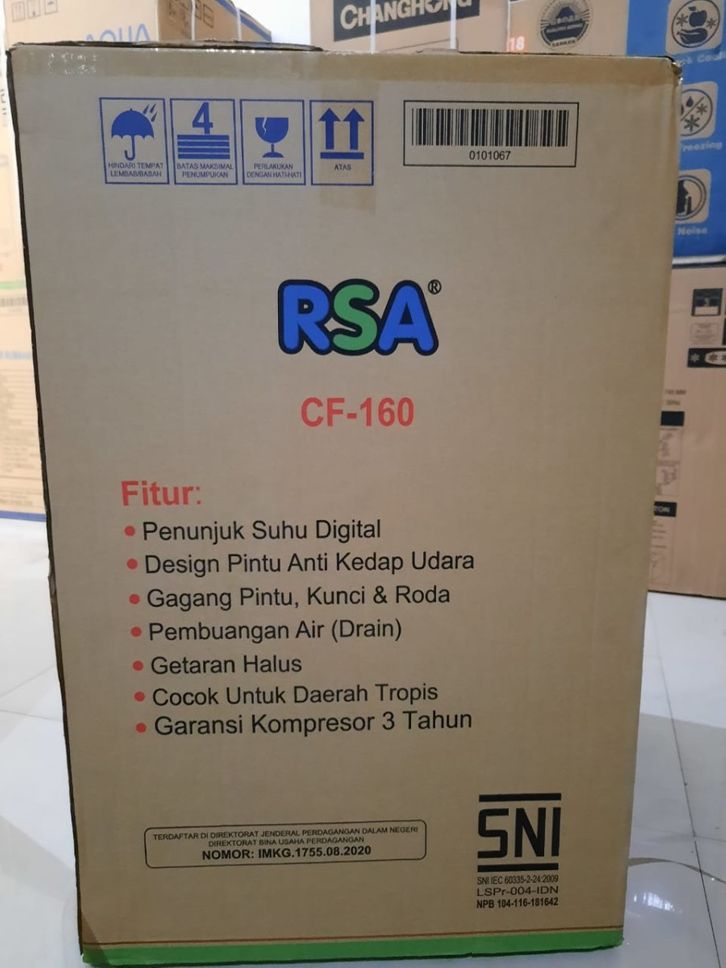 CHANGHONG
AQUA
18
Noise
HINDARI TEMPAT
LEMBAB/BASAH
4
BATAS MAKSIMAL
PENUMPUKAN
PERLAKUKAN
DENGAN HATI-HATI
ATAS
0101067
RSA®
CF-160
Fitur:
• Penunjuk Suhu Digital
• Design Pintu Anti Kedap Udara
• Gagang Pintu, Kunci & Roda
• Pembuangan Air (Drain)
• Getaran Halus
• Cocok Untuk Daerah Tropis
• Garansi Kompresor 3 Tahun
TERDAFTAR DI DIREKTORAT JENDERAL PERDAGANGAN DALAM NEGERI
DIREKTORAT BINA USAHA PERDAGANGAN
NOMOR: IMKG.1755.08.2020
SNI
SNI IEC 60335-2-24:2009
LSPr-004-IDN
NPB 104-116-181642